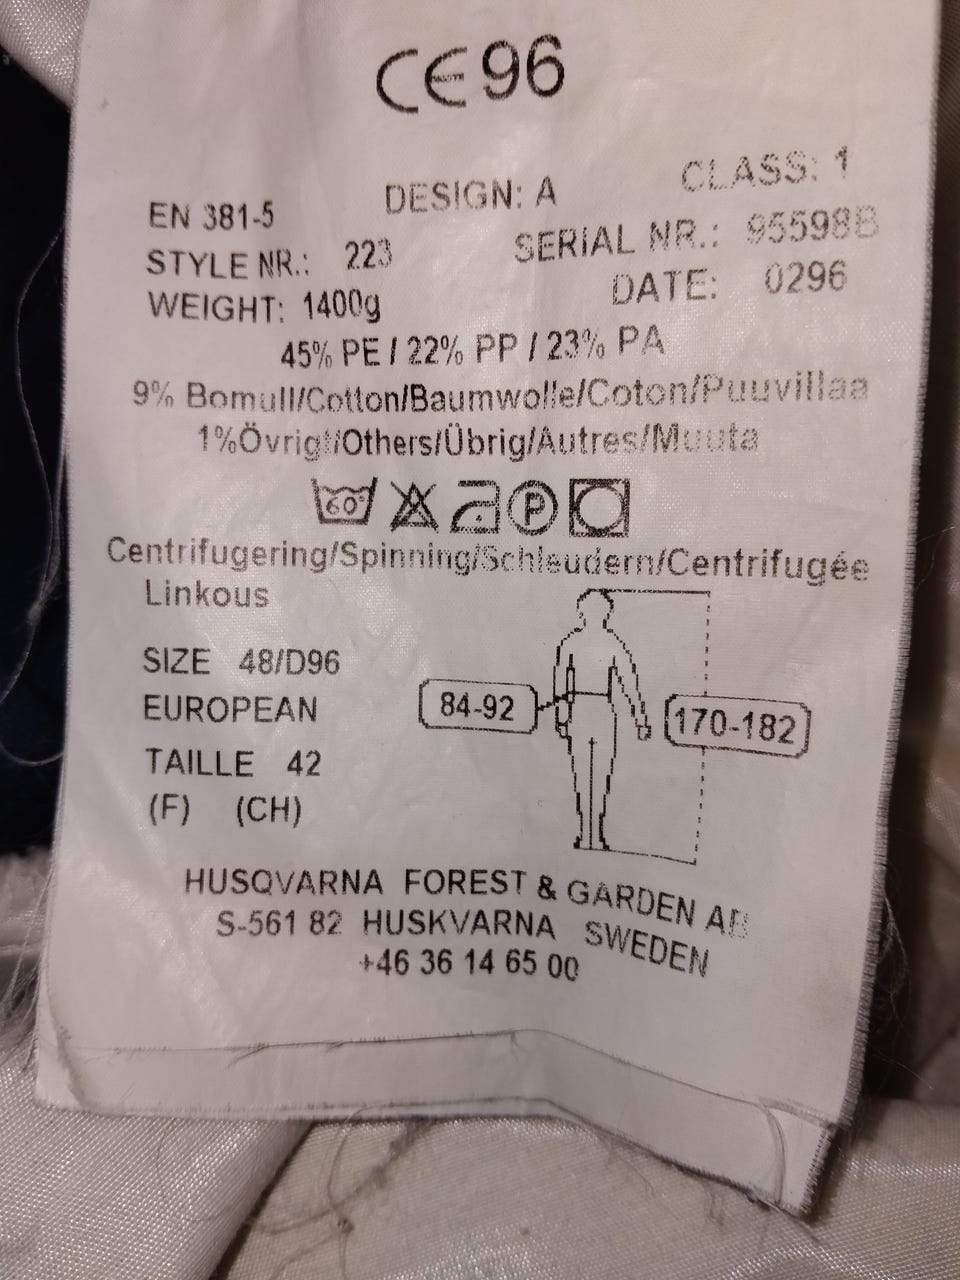 CE96
EN 381-5 DESIGN: A CLASS: 1
STYLE NR.: 223 SERIAL NR.: 95598B
WEIGHT: 1400g DATE: 0296
45% PE / 22% PP / 23% PA
9% Bomull/Cotton/Baumwolle/Coton/Puuvillaa
1%Övrigt/Others/Übrig/Autres/Muuta
60° P
Centrifugering/Spinning/Schleudern/Centrifugée
Linkous
SIZE 48/D96
EUROPEAN
TAILLE 42
(F) (CH)
84-92
170-182
HUSQVARNA FOREST & GARDEN AB
S-561 82 HUSKVARNA SWEDEN
+46 36 14 65 00